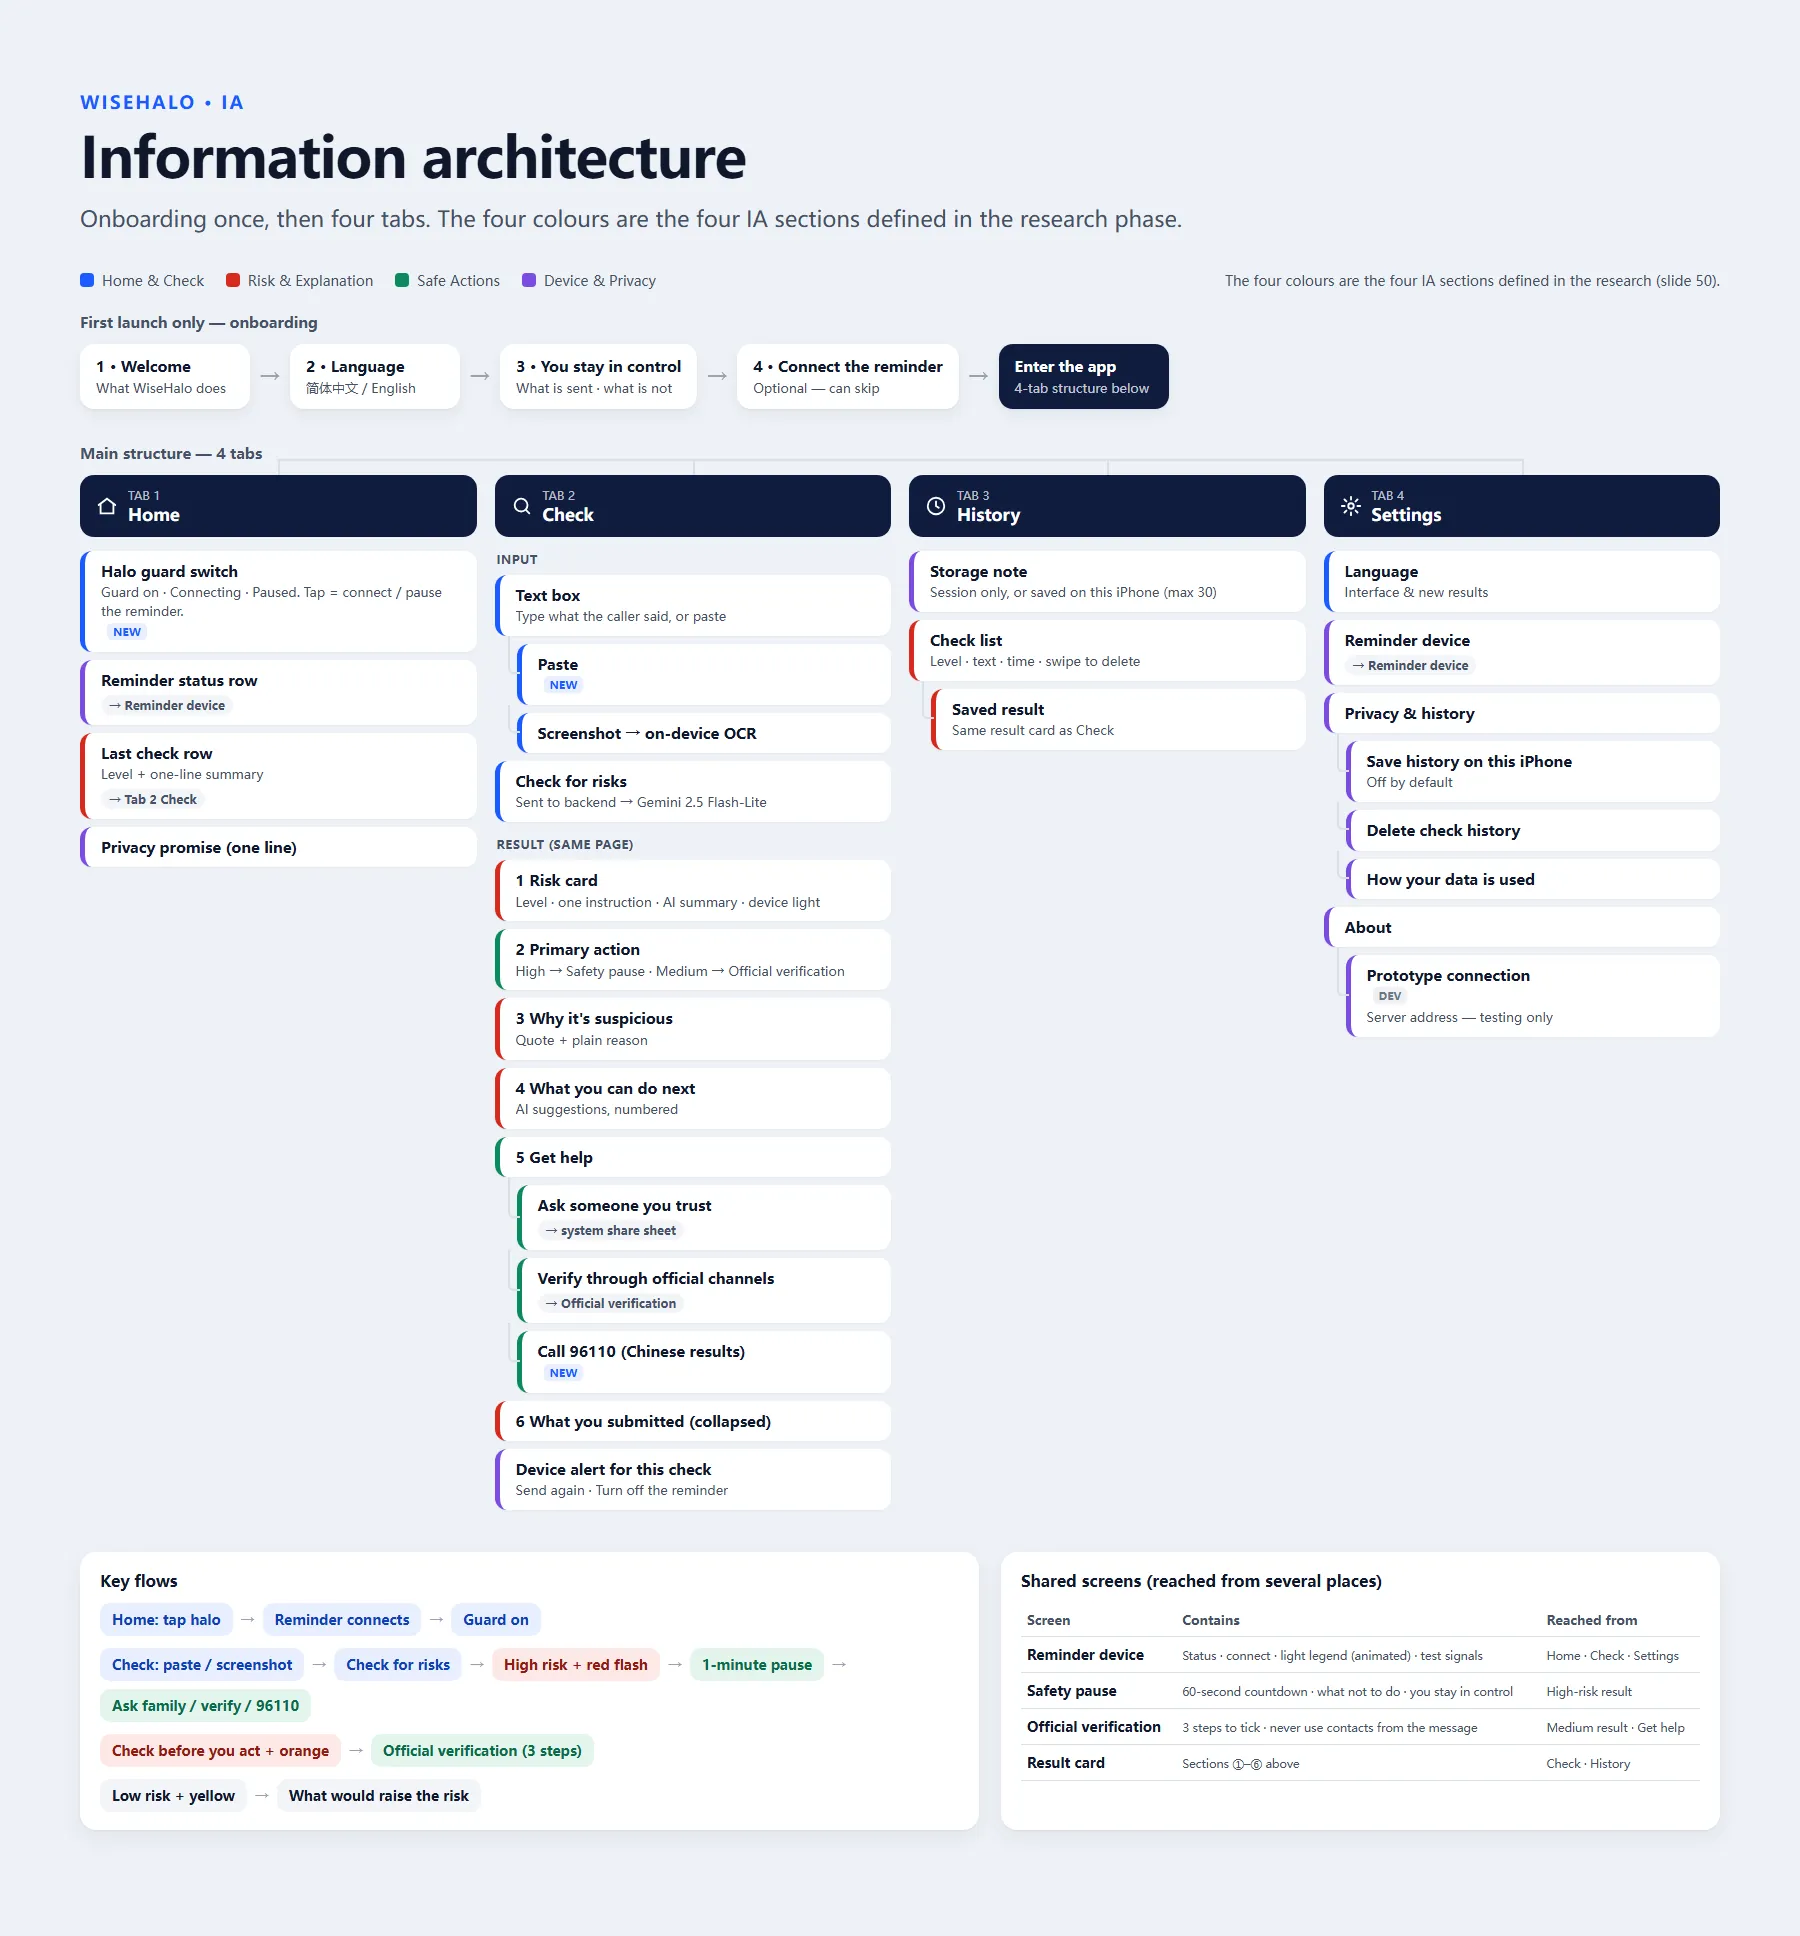 WISEHALO • IA
Information architecture
Onboarding once, then four tabs. The four colours are the four IA sections defined in the research phase.
Home & Check
Risk & Explanation
Safe Actions
Device & Privacy
The four colours are the four IA sections defined in the research (slide 50).
First launch only — onboarding
1 • Welcome
What WiseHalo does
→
2 • Language
简体中文 / English
→
3 • You stay in control
What is sent · what is not
→
4 • Connect the reminder
Optional — can skip
→
Enter the app
4-tab structure below
Main structure — 4 tabs
TAB 1
Home
Halo guard switch
Guard on · Connecting · Paused. Tap = connect / pause
the reminder.
NEW
Reminder status row
→ Reminder device
Last check row
Level + one-line summary
→ Tab 2 Check
Privacy promise (one line)
TAB 2
Check
INPUT
Text box
Type what the caller said, or paste
Paste
NEW
Screenshot → on-device OCR
Check for risks
Sent to backend → Gemini 2.5 Flash-Lite
RESULT (SAME PAGE)
1 Risk card
Level · one instruction · AI summary · device light
2 Primary action
High → Safety pause · Medium → Official verification
3 Why it's suspicious
Quote + plain reason
4 What you can do next
AI suggestions, numbered
5 Get help
Ask someone you trust
→ system share sheet
Verify through official channels
→ Official verification
Call 96110 (Chinese results)
NEW
6 What you submitted (collapsed)
Device alert for this check
Send again · Turn off the reminder
TAB 3
History
Storage note
Session only, or saved on this iPhone (max 30)
Check list
Level · text · time · swipe to delete
Saved result
Same result card as Check
TAB 4
Settings
Language
Interface & new results
Reminder device
→ Reminder device
Privacy & history
Save history on this iPhone
Off by default
Delete check history
How your data is used
About
Prototype connection
DEV
Server address — testing only
Key flows
Home: tap halo → Reminder connects → Guard on
Check: paste / screenshot → Check for risks → High risk + red flash → 1-minute pause →
Ask family / verify / 96110
Check before you act + orange → Official verification (3 steps)
Low risk + yellow → What would raise the risk
Shared screens (reached from several places)
Screen Contains Reached from
Reminder device Status · connect · light legend (animated) · test signals Home · Check · Settings
Safety pause 60-second countdown · what not to do · you stay in control High-risk result
Official verification 3 steps to tick · never use contacts from the message Medium result · Get help
Result card Sections ①–⑥ above Check · History